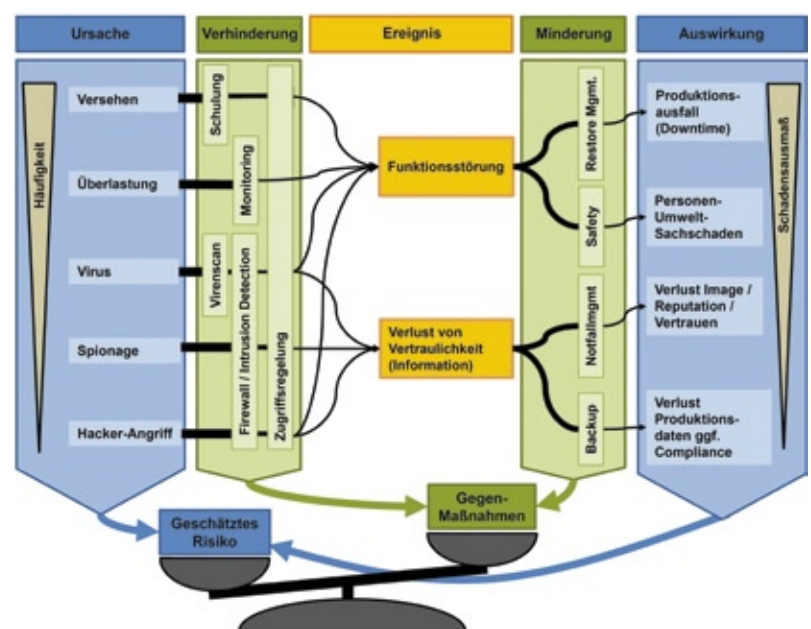 Ursache
Verhinderung
Ereignis
Minderung
Auswirkung
Häufigkeit
Versehen
Überlastung
Virus
Spionage
Hacker-Angriff
Schulung
Monitoring
Virenscan
Firewall / Intrusion Detection
Zugriffsregelung
Funktionsstörung
Verlust von
Vertraulichkeit
(Information)
Restore Mgmt.
Safety
Notfallmgmt
Backup
Produktions-
ausfall
(Downtime)
Personen-
Umwelt-
Sachschaden
Verlust Image /
Reputation /
Vertrauen
Verlust
Produktions-
daten ggf.
Compliance
Schadensausmaß
Geschätztes
Risiko
Gegen-
Maßnahmen